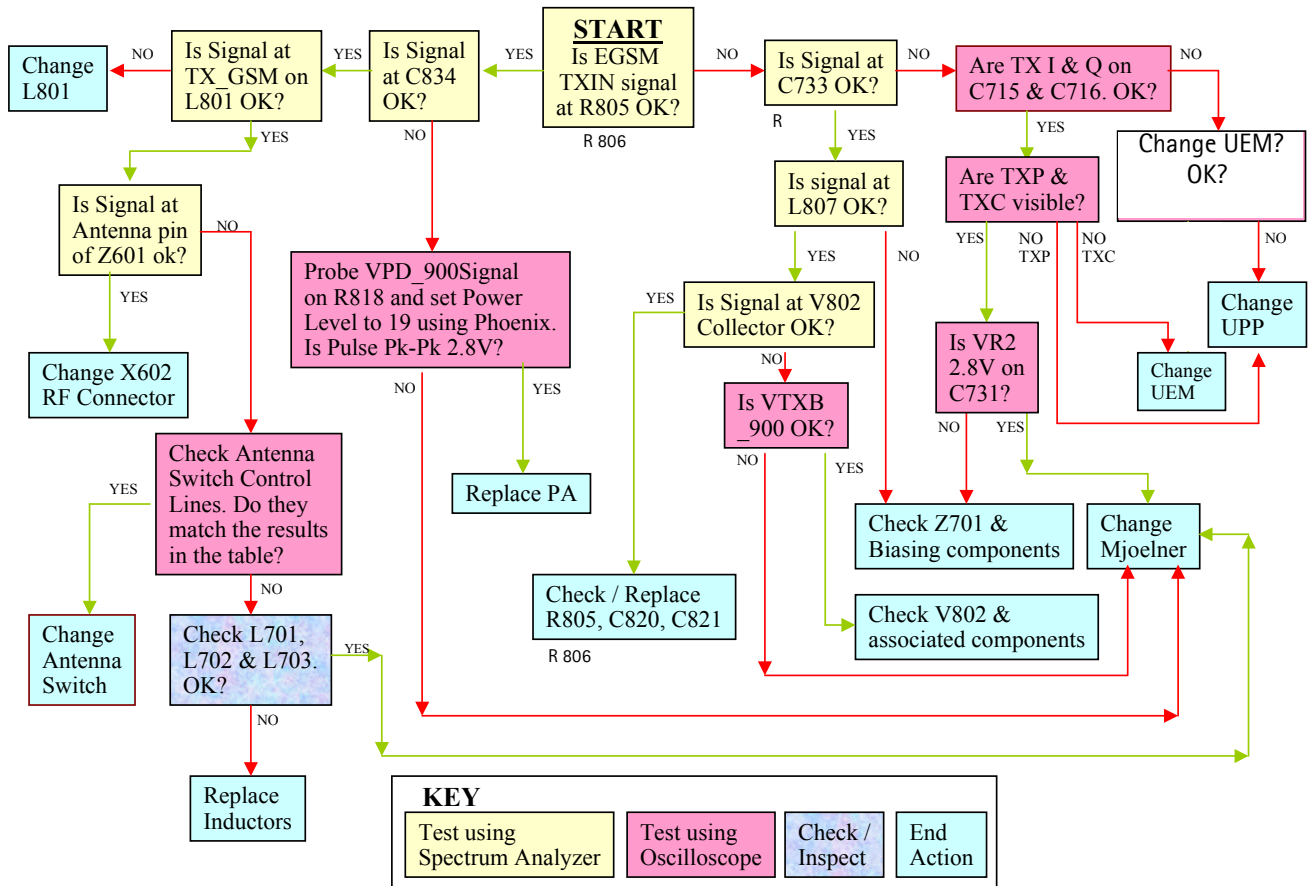 START
Is EGSM
TXIN signal
at R805 OK?
R 806
YES
NO
Is Signal
at C834
OK?
YES
NO
Is Signal at
TX_GSM on
L801 OK?
NO
YES
Change
L801
Is Signal at
Antenna pin
of Z601 ok?
NO
YES
Change X602
RF Connector
Check Antenna
Switch Control
Lines. Do they
match the results
in the table?
YES
NO
Change
Antenna
Switch
Check L701,
L702 & L703.
OK?
YES
NO
Replace
Inductors
Probe VPD_900Signal
on R818 and set Power
Level to 19 using Phoenix.
Is Pulse Pk-Pk 2.8V?
NO
YES
Replace PA
Is Signal at
C733 OK?
R
NO
YES
Is signal at
L807 OK?
YES
NO
Is Signal at V802
Collector OK?
YES
NO
Is VTXB
_900 OK?
NO
YES
Check / Replace
R805, C820, C821
R 806
Check V802 &
associated components
Check Z701 &
Biasing components
Are TX I & Q on
C715 & C716. OK?
NO
YES
Change UEM?
OK?
NO
Change
UPP
Are TXP &
TXC visible?
YES
NO
TXP
NO
TXC
Change
UEM
Is VR2
2.8V on
C731?
NO
YES
Change
Mjoelner
KEY
Test using
Spectrum Analyzer
Test using
Oscilloscope
Check /
Inspect
End
Action